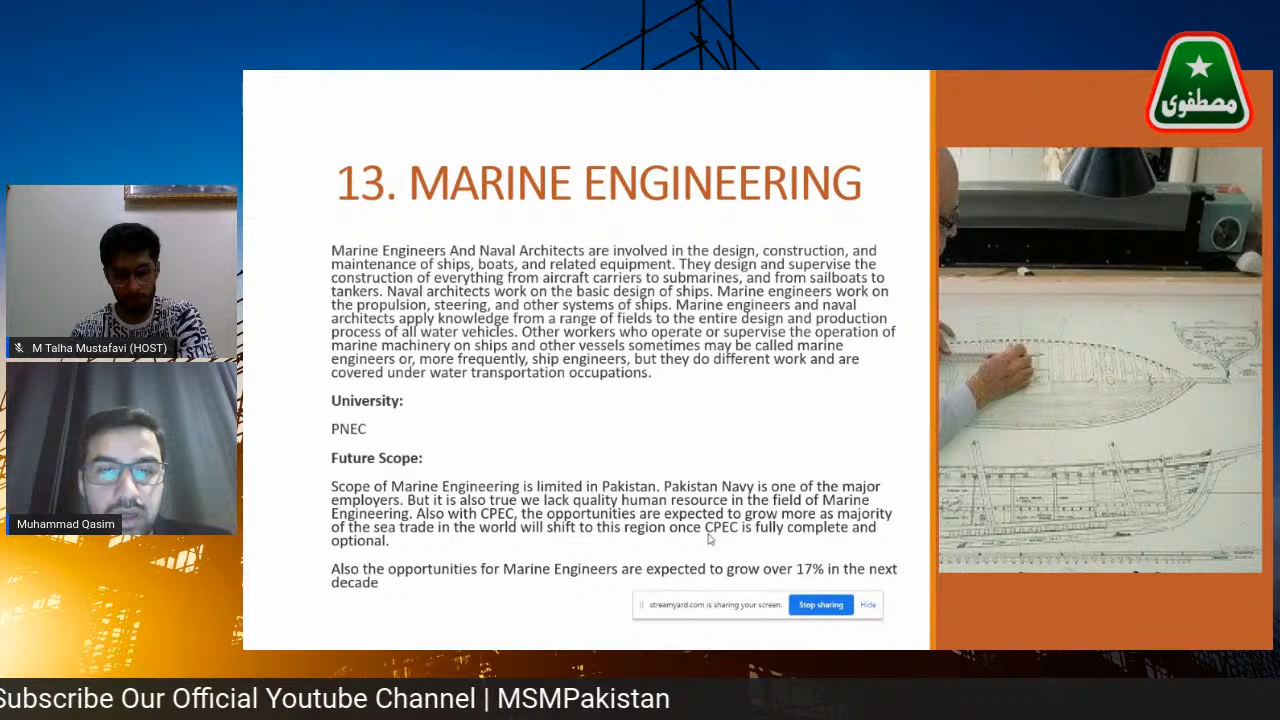 مصطفوی
13. MARINE ENGINEERING
Marine Engineers And Naval Architects are involved in the design, construction, and
maintenance of ships, boats, and related equipment. They design and supervise the
construction of everything from aircraft carriers to submarines, and from sailboats to
tankers. Naval architects work on the basic design of ships. Marine engineers work on
the propulsion, steering, and other systems of ships. Marine engineers and naval
architects apply knowledge from a range of fields to the entire design and production
process of all water vehicles. Other workers who operate or supervise the operation of
marine machinery on ships and other vessels sometimes may be called marine
engineers or, more frequently, ship engineers, but they do different work and are
covered under water transportation occupations.
University:
PNEC
Future Scope:
Scope of Marine Engineering is limited in Pakistan. Pakistan Navy is one of the major
employers. But it is also true we lack quality human resource in the field of Marine
Engineering. Also with CPEC, the opportunities are expected to grow more as majority
of the sea trade in the world will shift to this region once CPEC is fully complete and
optional.
Also the opportunities for Marine Engineers are expected to grow over 17% in the next
decade
streamyard.com is sharing your screen. Stop sharing Hide
M Talha Mustafavi (HOST)
Muhammad Qasim
Subscribe Our Official Youtube Channel | MSMPakistan